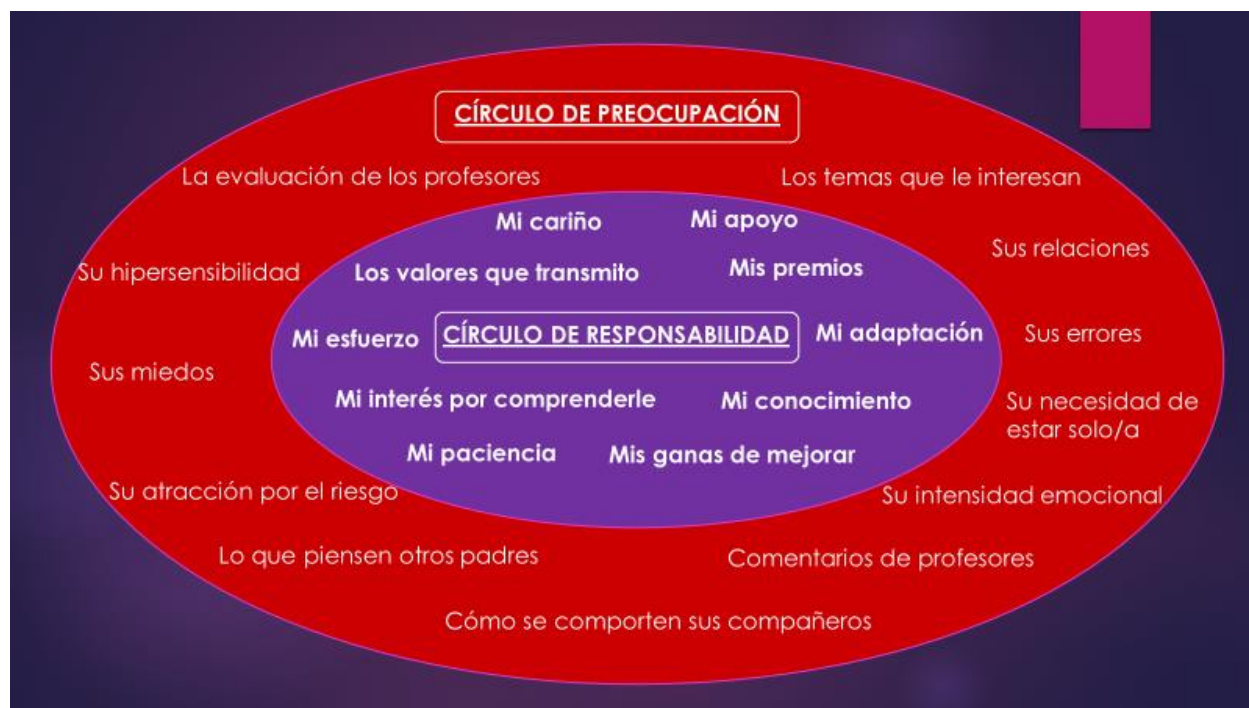 CÍRCULO DE PREOCUPACIÓN
La evaluación de los profesores
Los temas que le interesan
Mi cariño
Mi apoyo
Sus relaciones
Su hipersensibilidad
Los valores que transmito
Mis premios
Mi esfuerzo
CÍRCULO DE RESPONSABILIDAD
Mi adaptación
Sus errores
Sus miedos
Mi interés por comprenderle
Mi conocimiento
Su necesidad de
estar solo/a
Mi paciencia
Mis ganas de mejorar
Su atracción por el riesgo
Su intensidad emocional
Lo que piensen otros padres
Comentarios de profesores
Cómo se comporten sus compañeros